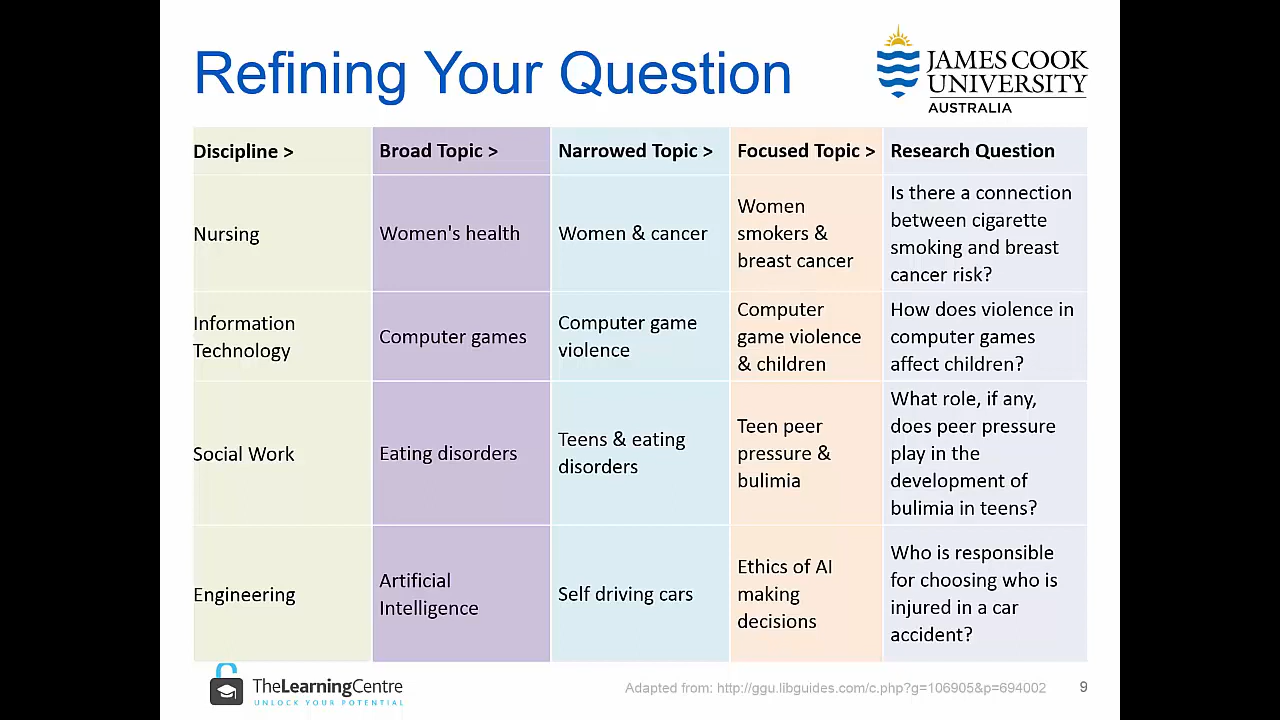 Refining Your Question
JAMES COOK
UNIVERSITY
AUSTRALIA
Discipline >
Broad Topic >
Narrowed Topic >
Focused Topic >
Research Question
Nursing
Women's health
Women & cancer
Women
smokers &
breast cancer
Is there a connection
between cigarette
smoking and breast
cancer risk?
Information
Technology
Computer games
Computer game
violence
Computer
game violence
& children
How does violence in
computer games
affect children?
Social Work
Eating disorders
Teens & eating
disorders
Teen peer
pressure &
bulimia
What role, if any,
does peer pressure
play in the
development of
bulimia in teens?
Engineering
Artificial
Intelligence
Self driving cars
Ethics of AI
making
decisions
Who is responsible
for choosing who is
injured in a car
accident?
TheLearningCentre
UNLOCK YOUR POTENTIAL
Adapted from: http://ggu.libguides.com/c.php?g=106905&p=694002
9